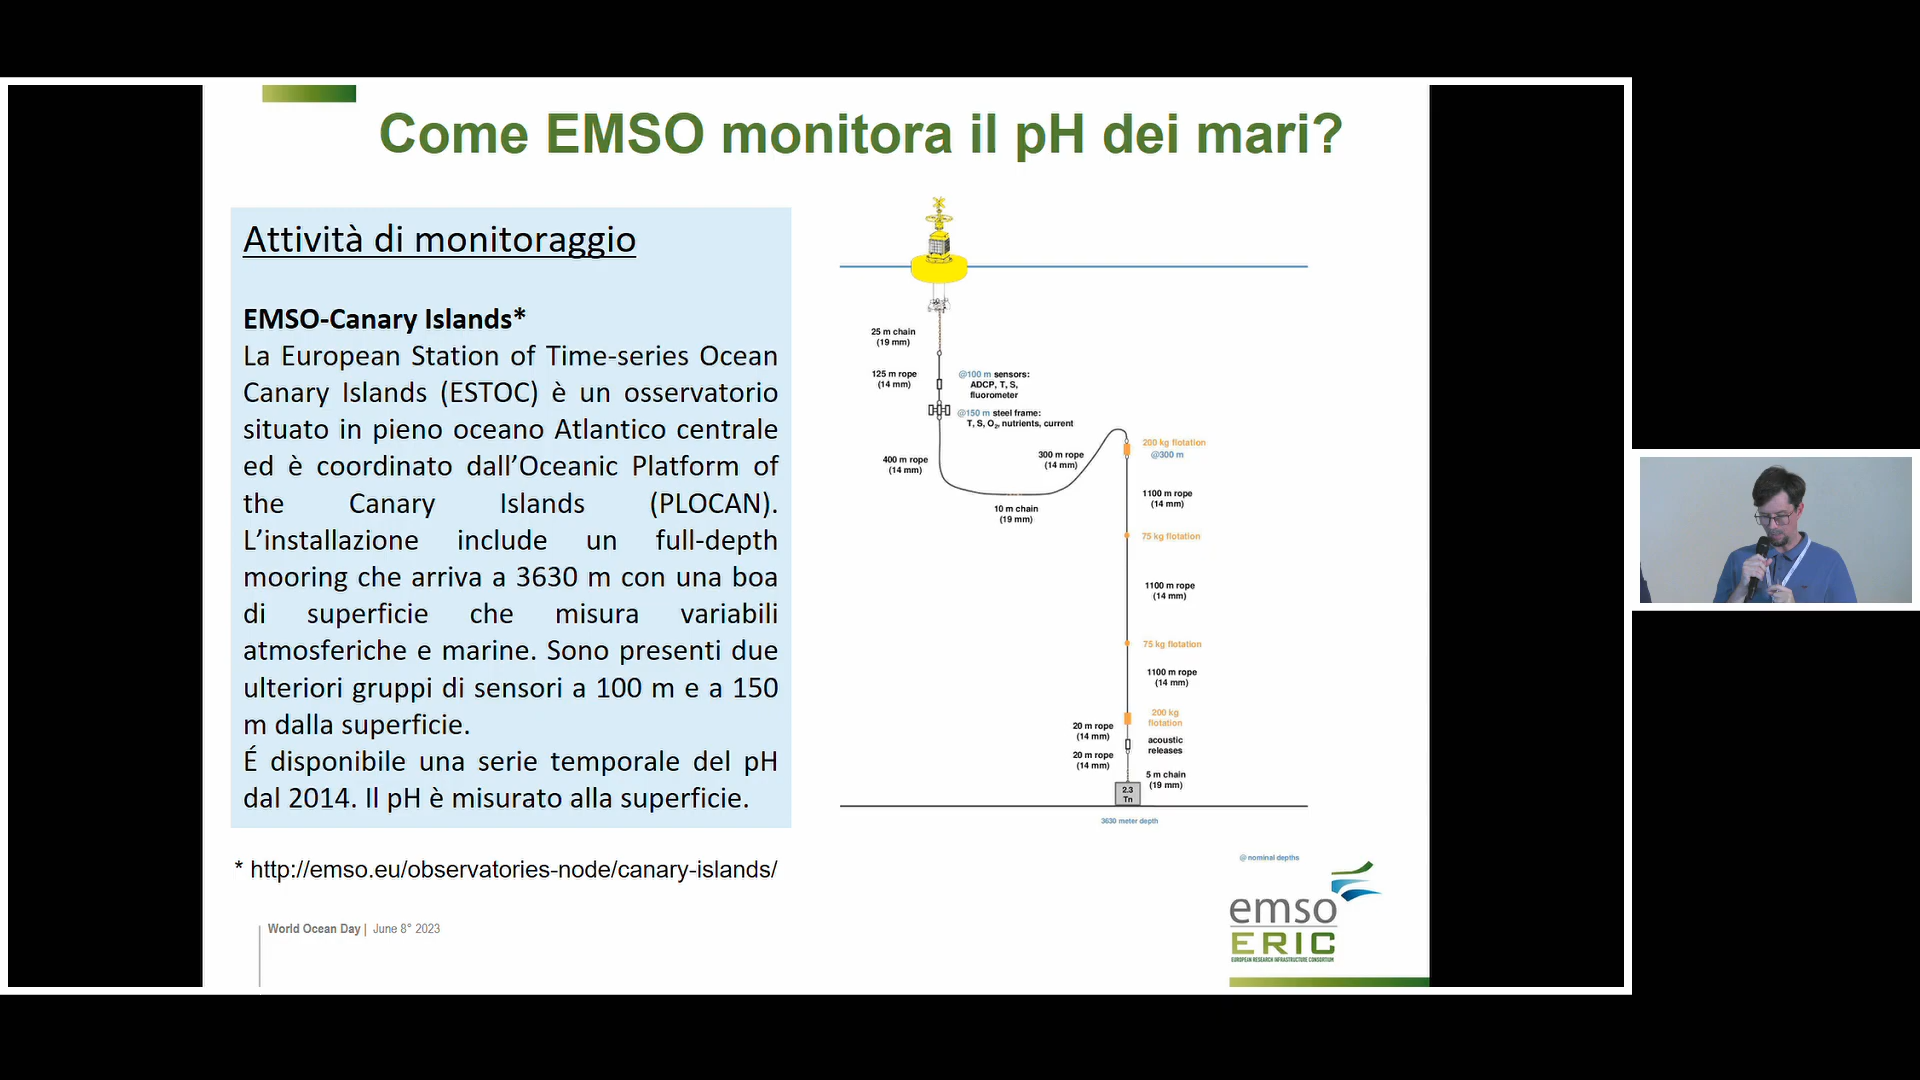 Come EMSO monitora il pH dei mari?
Attività di monitoraggio
EMSO-Canary Islands*
La European Station of Time-series Ocean
Canary Islands (ESTOC) è un osservatorio
situato in pieno oceano Atlantico centrale
ed è coordinato dall’Oceanic Platform of
the Canary Islands (PLOCAN).
L’installazione include un full-depth
mooring che arriva a 3630 m con una boa
di superficie che misura variabili
atmosferiche e marine. Sono presenti due
ulteriori gruppi di sensori a 100 m e a 150
m dalla superficie.
É disponibile una serie temporale del pH
dal 2014. Il pH è misurato alla superficie.
* http://emso.eu/observatories-node/canary-islands/
25 m chain
(19 mm)
125 m rope
(14 mm)
@100 m sensors:
ADCP, T, S,
fluorometer
@150 m steel frame:
T, S, O2, nutrients, current
400 m rope
(14 mm)
300 m rope
(14 mm)
10 m chain
(19 mm)
200 kg flotation
@300 m
1100 m rope
(14 mm)
75 kg flotation
1100 m rope
(14 mm)
75 kg flotation
1100 m rope
(14 mm)
200 kg
flotation
20 m rope
(14 mm)
acoustic
releases
20 m rope
(14 mm)
5 m chain
(19 mm)
2.3
Tn
3630 meter depth
@ nominal depths
World Ocean Day | June 8° 2023
emso
ERIC
EUROPEAN RESEARCH INFRASTRUCTURE CONSORTIUM